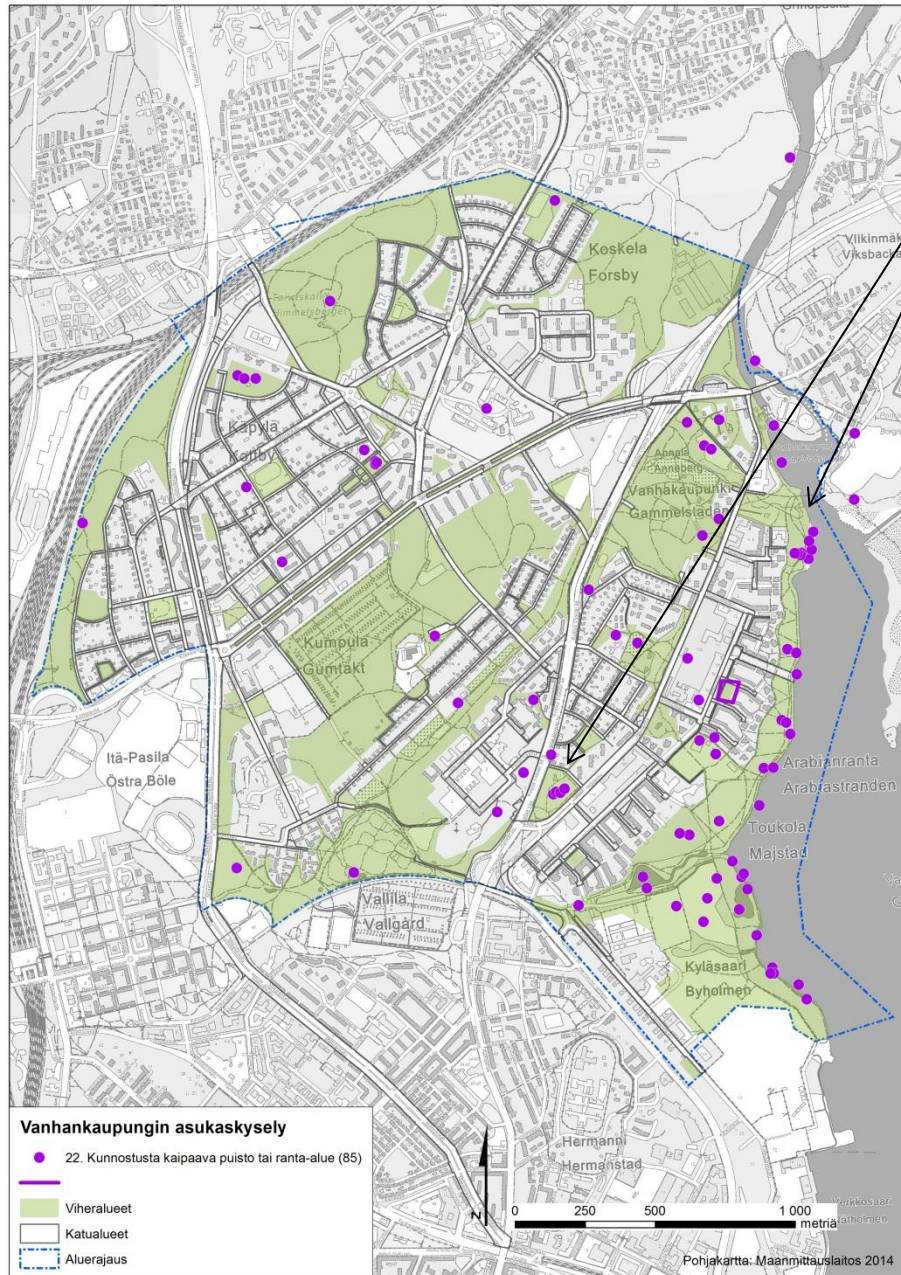 Viikinmäki
Viksbacka
Koskela
Forsby
Käpylä
Kottby
Annala
Anneberg
Vanhakaupunki
Gammelstaden
Kumpula
Gumtäkt
Itä-Pasila
Östra Böle
Arabianranta
Arabiastranden
Toukola
Majstad
Vallila
Vallgård
Kyläsaari
Byholmen
Hermanni
Hermanstad
Vanhankaupungin asukaskysely
22. Kunnostusta kaipaava puisto tai ranta-alue (85)
Viheralueet
Katualueet
Aluerajaus
N
0 250 500 1 000
metriä
Pohjakartta: Maanmittauslaitos 2014